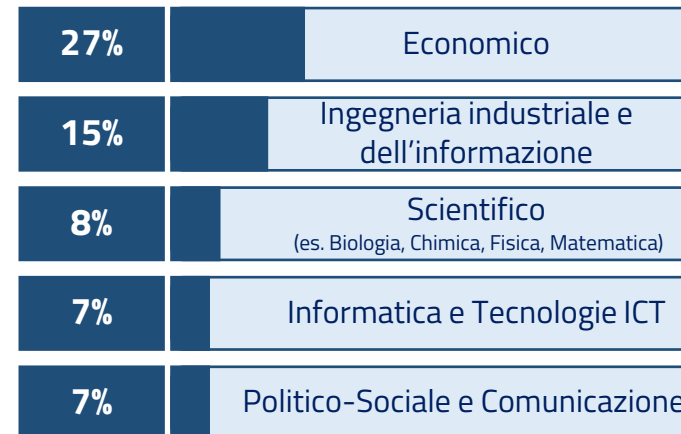 27%
Economico
15%
Ingegneria industriale e
dell’informazione
8%
Scientifico
(es. Biologia, Chimica, Fisica, Matematica)
7%
Informatica e Tecnologie ICT
7%
Politico-Sociale e Comunicazione